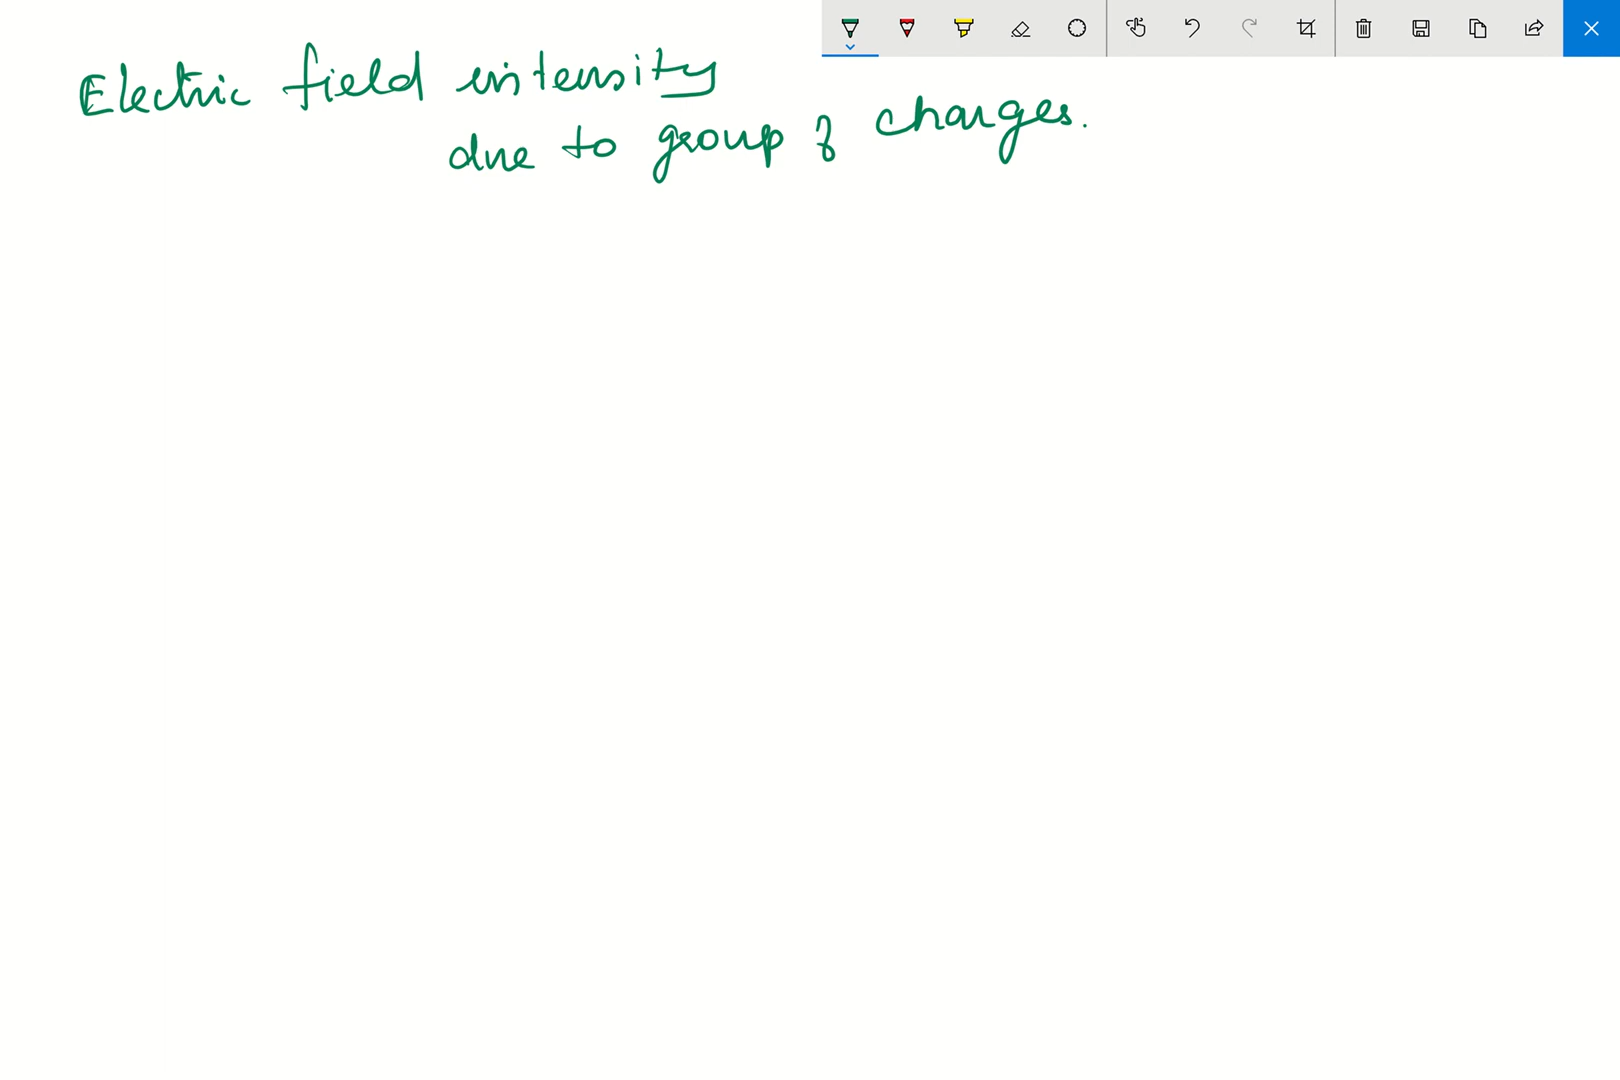 Electric field intensity
due to group of charges.